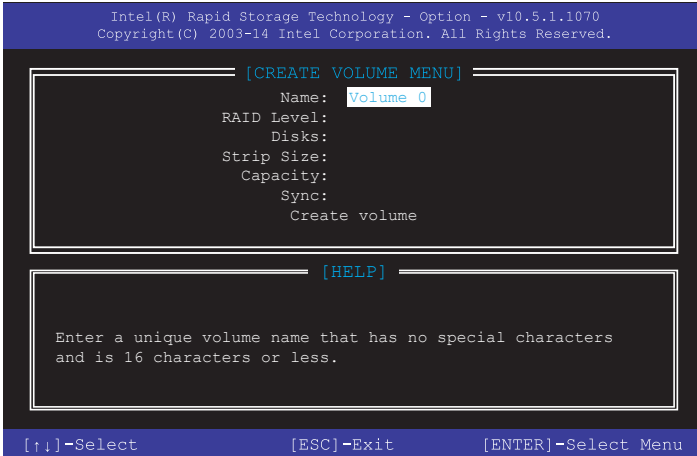 Intel(R) Rapid Storage Technology - Option - v10.5.1.1070
Copyright(C) 2003-14 Intel Corporation. All Rights Reserved.
[CREATE VOLUME MENU]
Name: Volume 0
RAID Level:
Disks:
Strip Size:
Capacity:
Sync:
Create volume
[HELP]
Enter a unique volume name that has no special characters
and is 16 characters or less.
[↑↓]-Select [ESC]-Exit [ENTER]-Select Menu